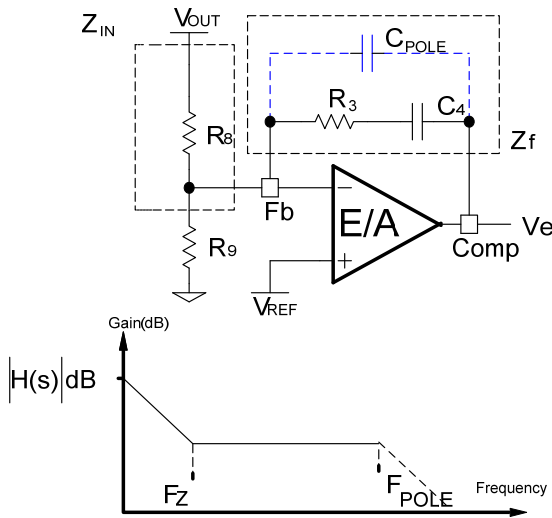 ZIN
VOUT
CPOLE
R8
R3
C4
Zf
Fb
E/A
−
+
R9
VREF
Comp
Ve
Gain(dB)
|H(s)|dB
FZ
FPOLE
Frequency